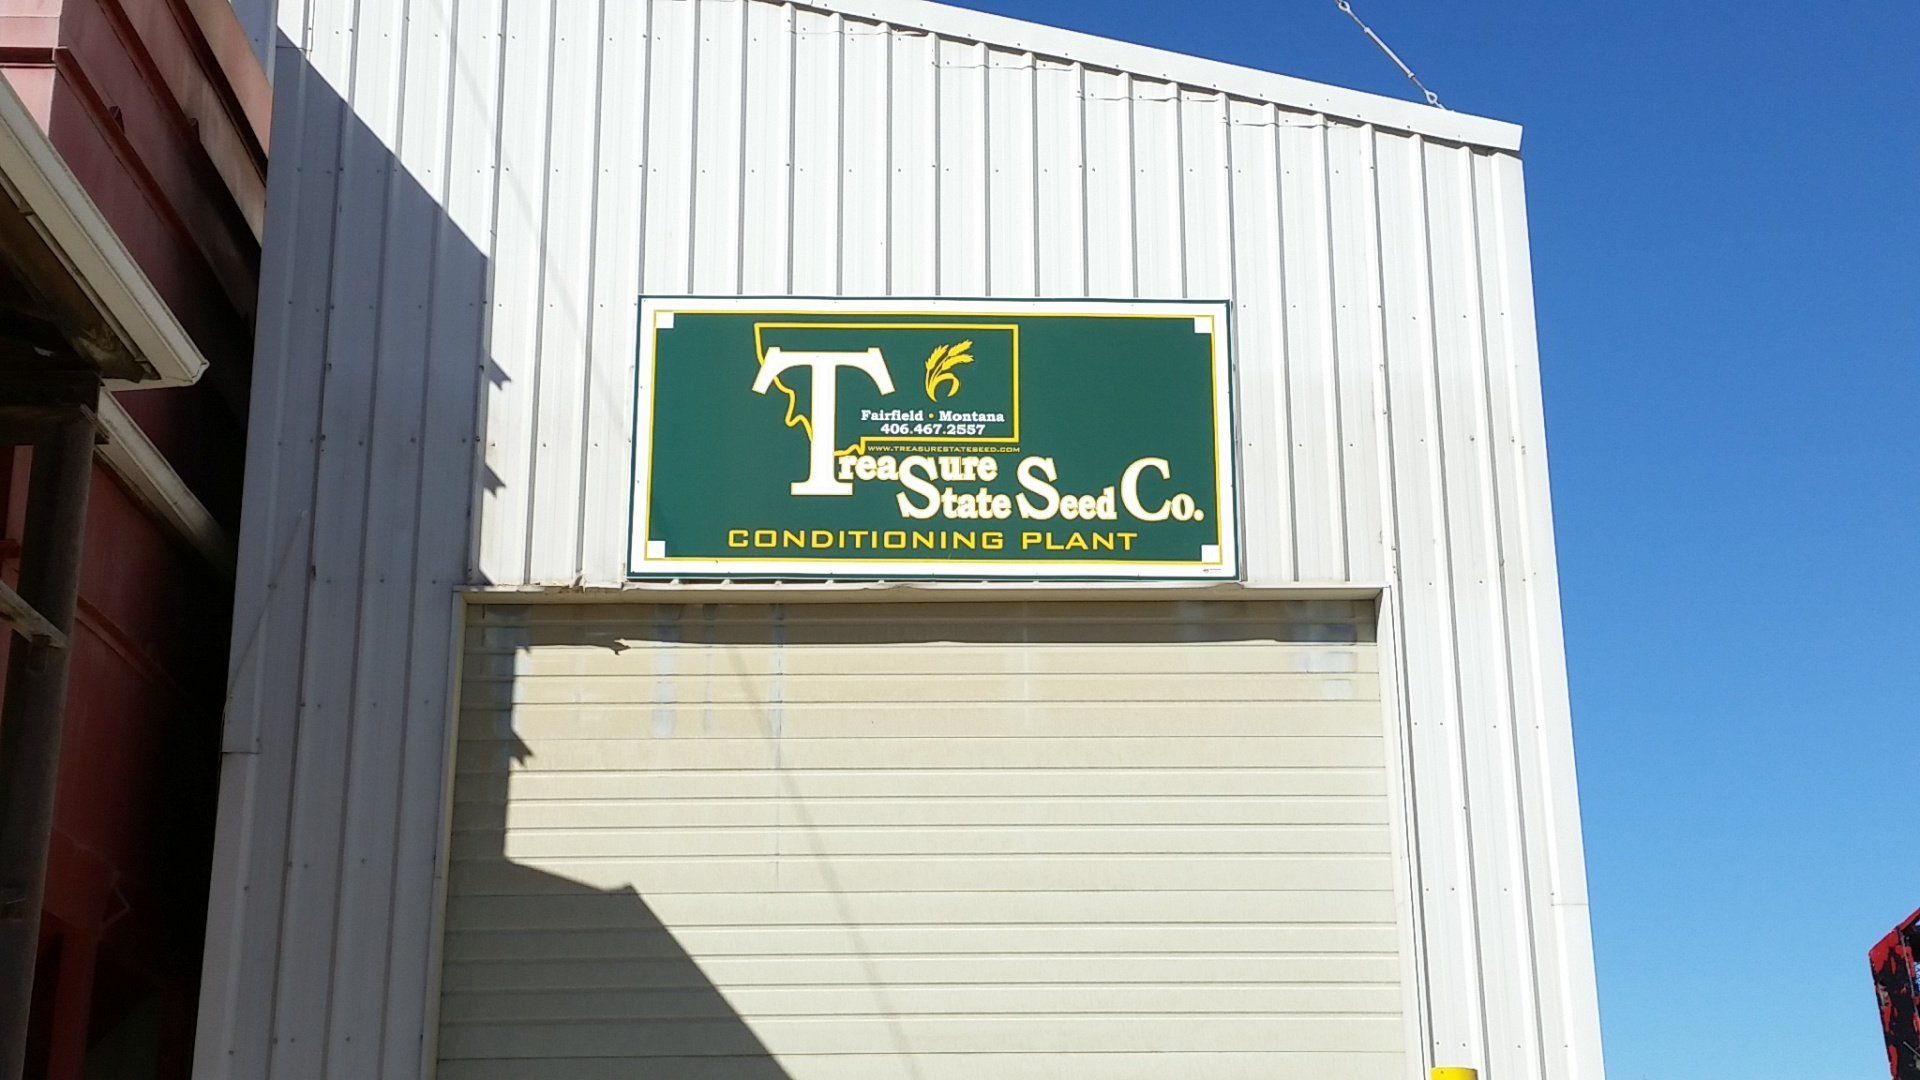 Fairfield • Montana
406.467.2557
WWW.TREASURESTATESEED.COM
TreaSure
State Seed Co.
CONDITIONING PLANT